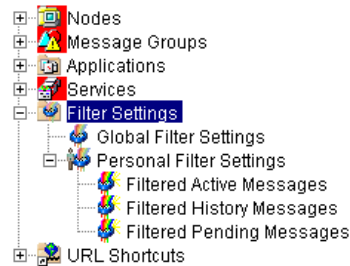 Nodes
Message Groups
Applications
Services
Filter Settings
Global Filter Settings
Personal Filter Settings
Filtered Active Messages
Filtered History Messages
Filtered Pending Messages
URL Shortcuts